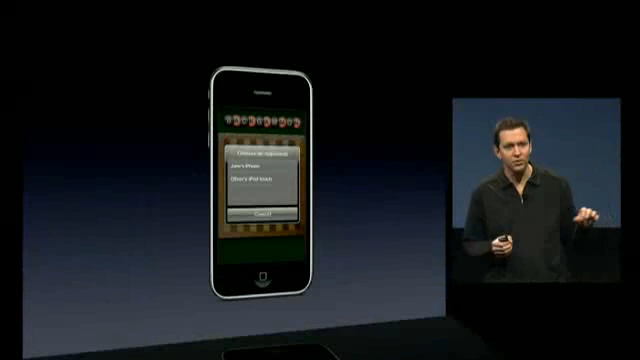 Choose an opponent
Jane's iPhone
Oliver's iPod touch
Cancel